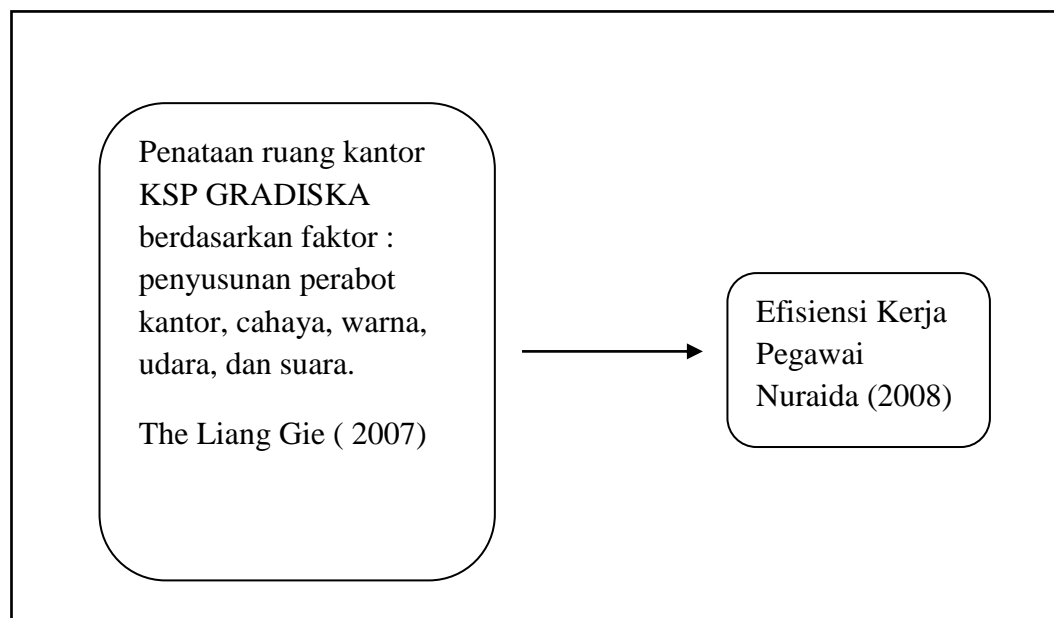 Penataan ruang kantor
KSP GRADISKA
berdasarkan faktor :
penyusunan perabot
kantor, cahaya, warna,
udara, dan suara.
The Liang Gie ( 2007)
Efisiensi Kerja
Pegawai
Nuraida (2008)